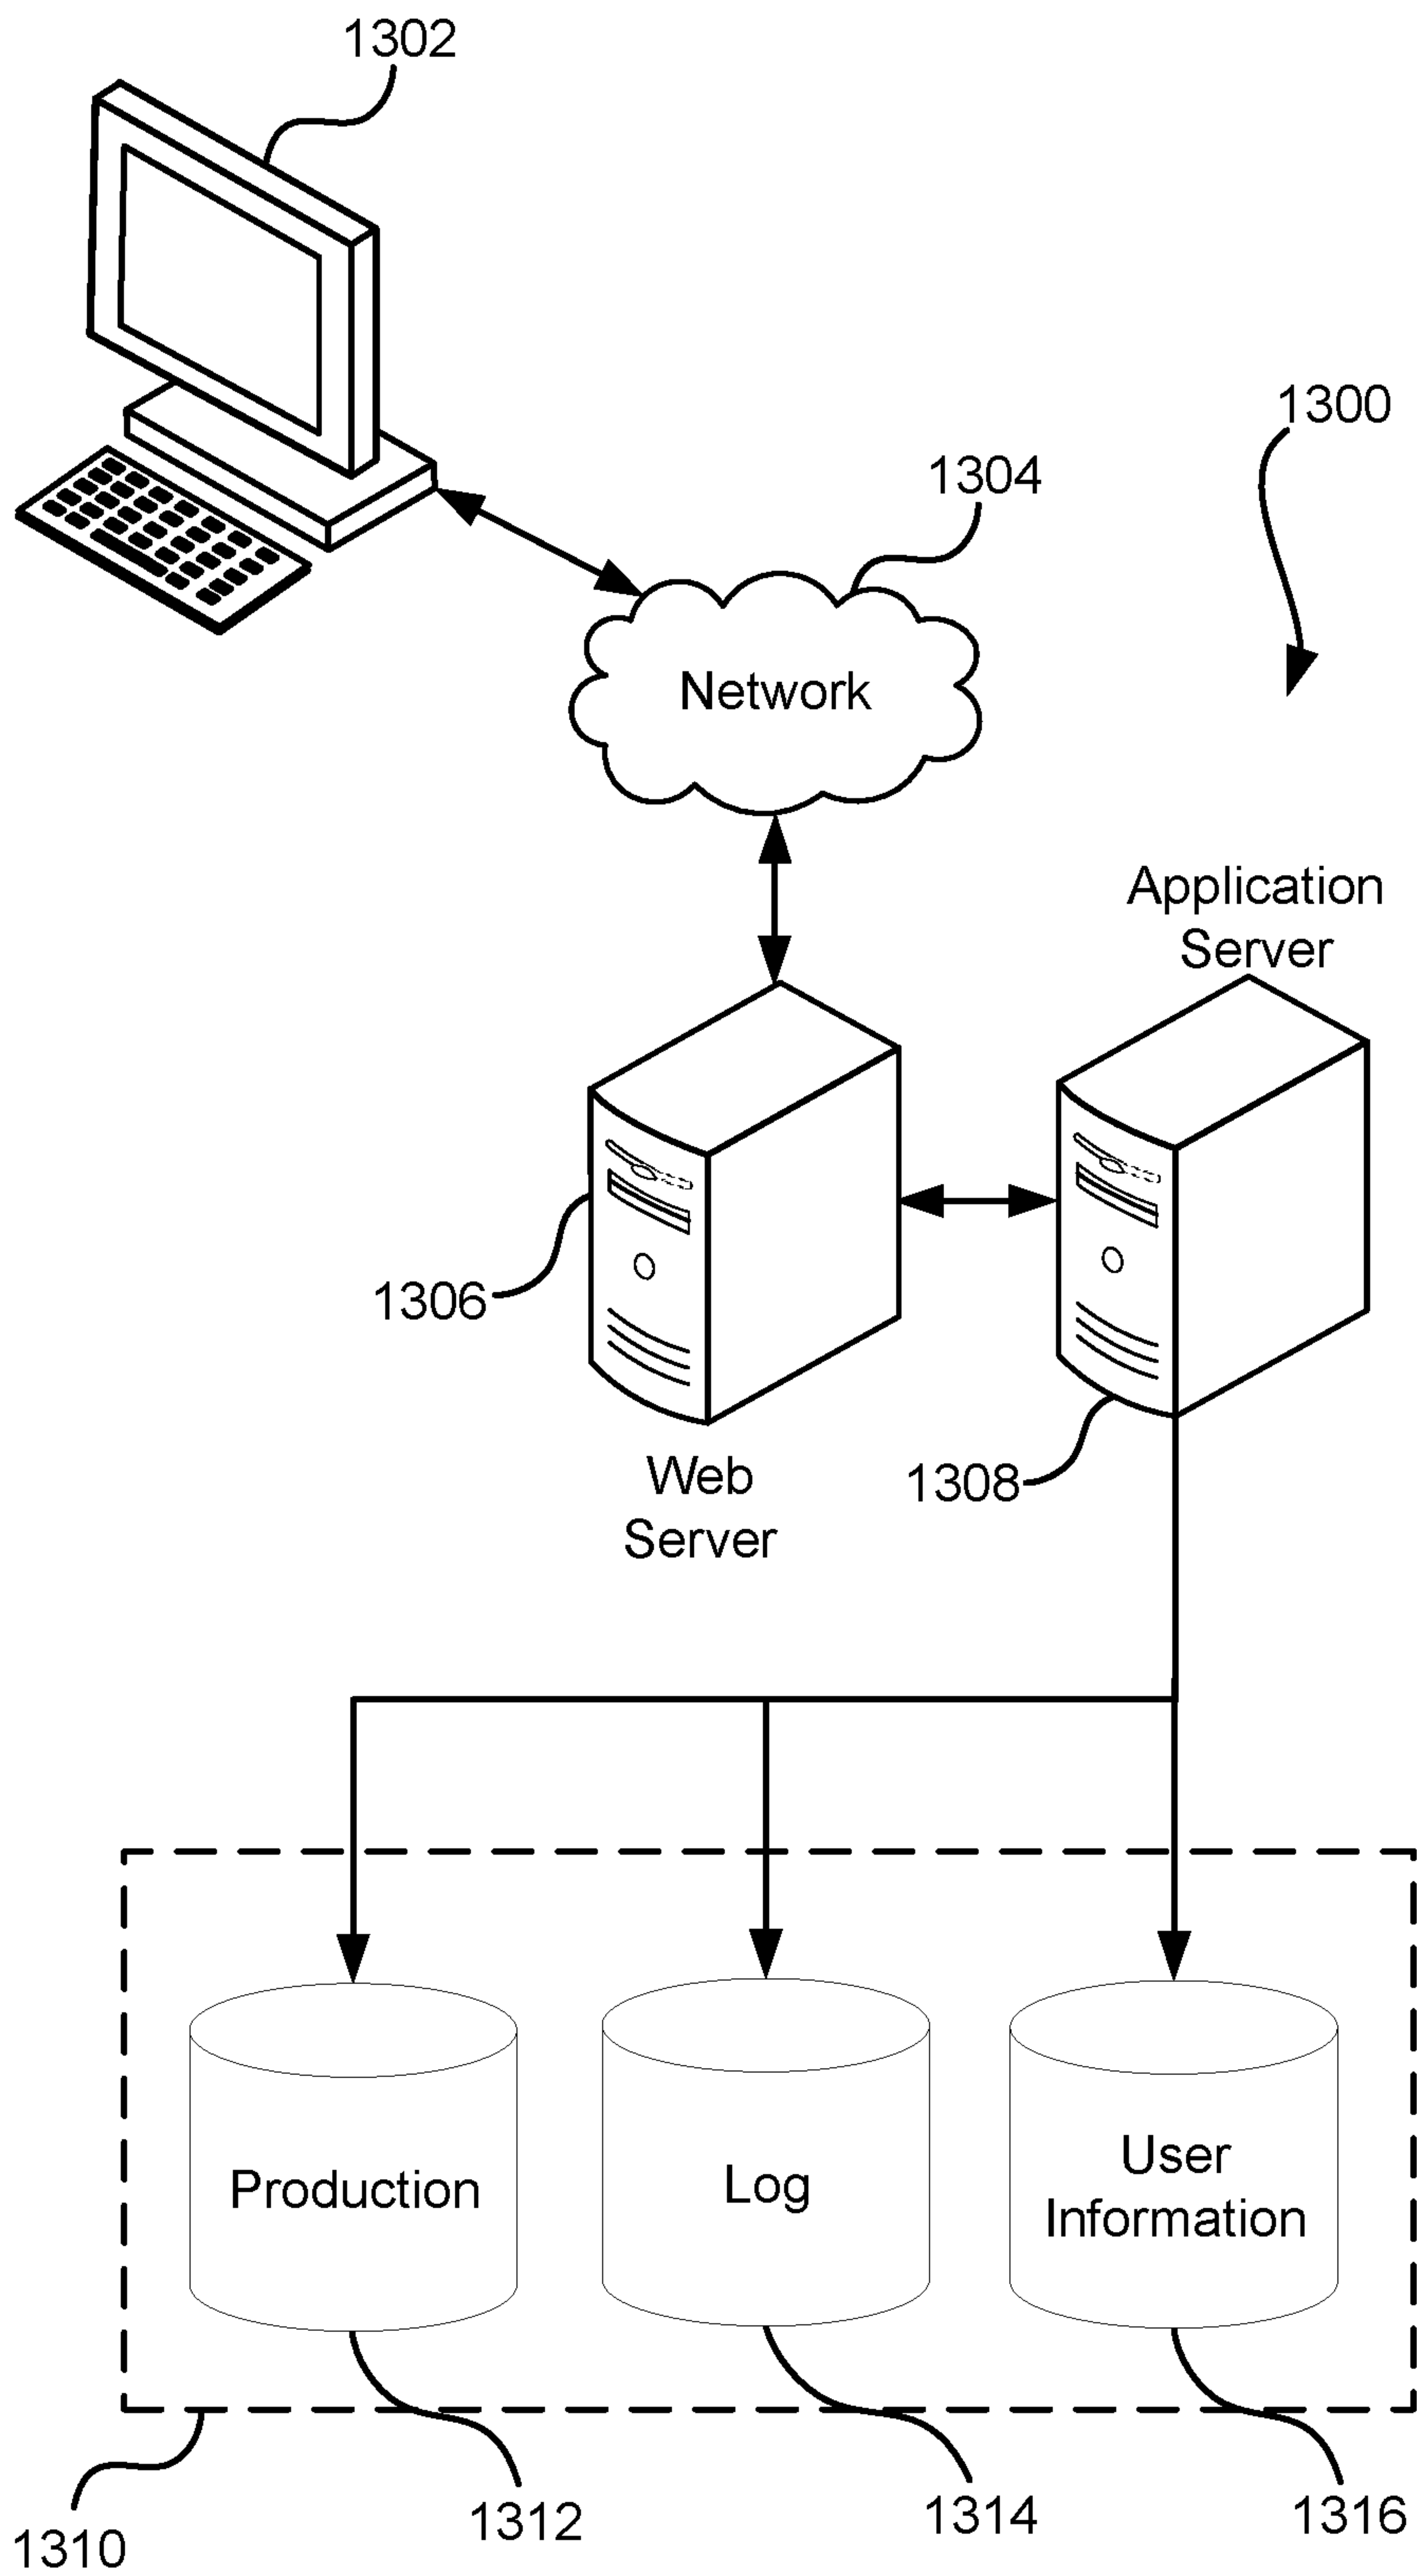 1302
1300
1304
Network
Application
Server
1306
1308
Web
Server
Production
Log
User
Information
1310
1312
1314
1316